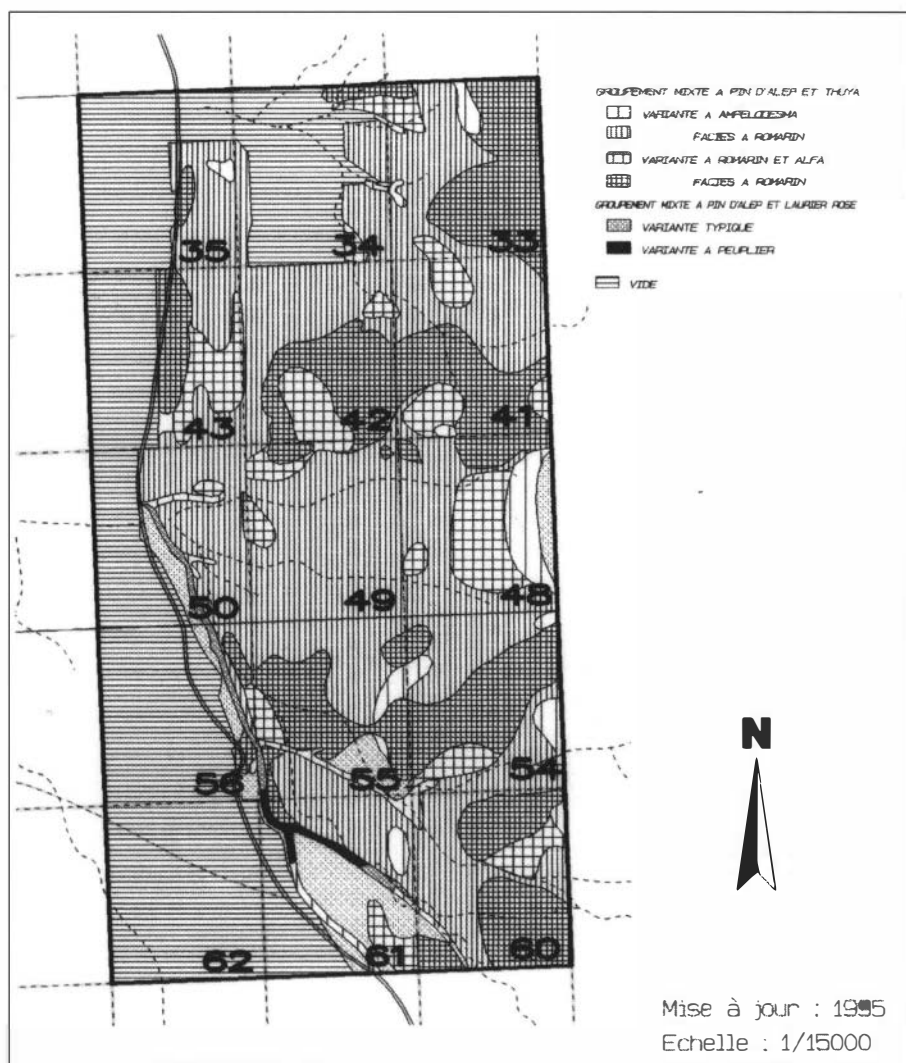 GROUPEMENT MIXTE A PIN D'ALEP ET THUYA
VARIANTE A AMPELODESMA
FALIES A ROMARIN
VARIANTE A ROMARIN ET ALFA
FACIES A ROMARIN
GROUPEMENT MIXTE A PIN D'ALEP ET LAURIER ROSE
VARIANTE TYPIQUE
VARIANTE A PEUPLIER
VIDE
35 34 33
43 42 41
50 49 48
56 55 54
62 61 60
N
Mise à jour : 1995
Echelle : 1/15000